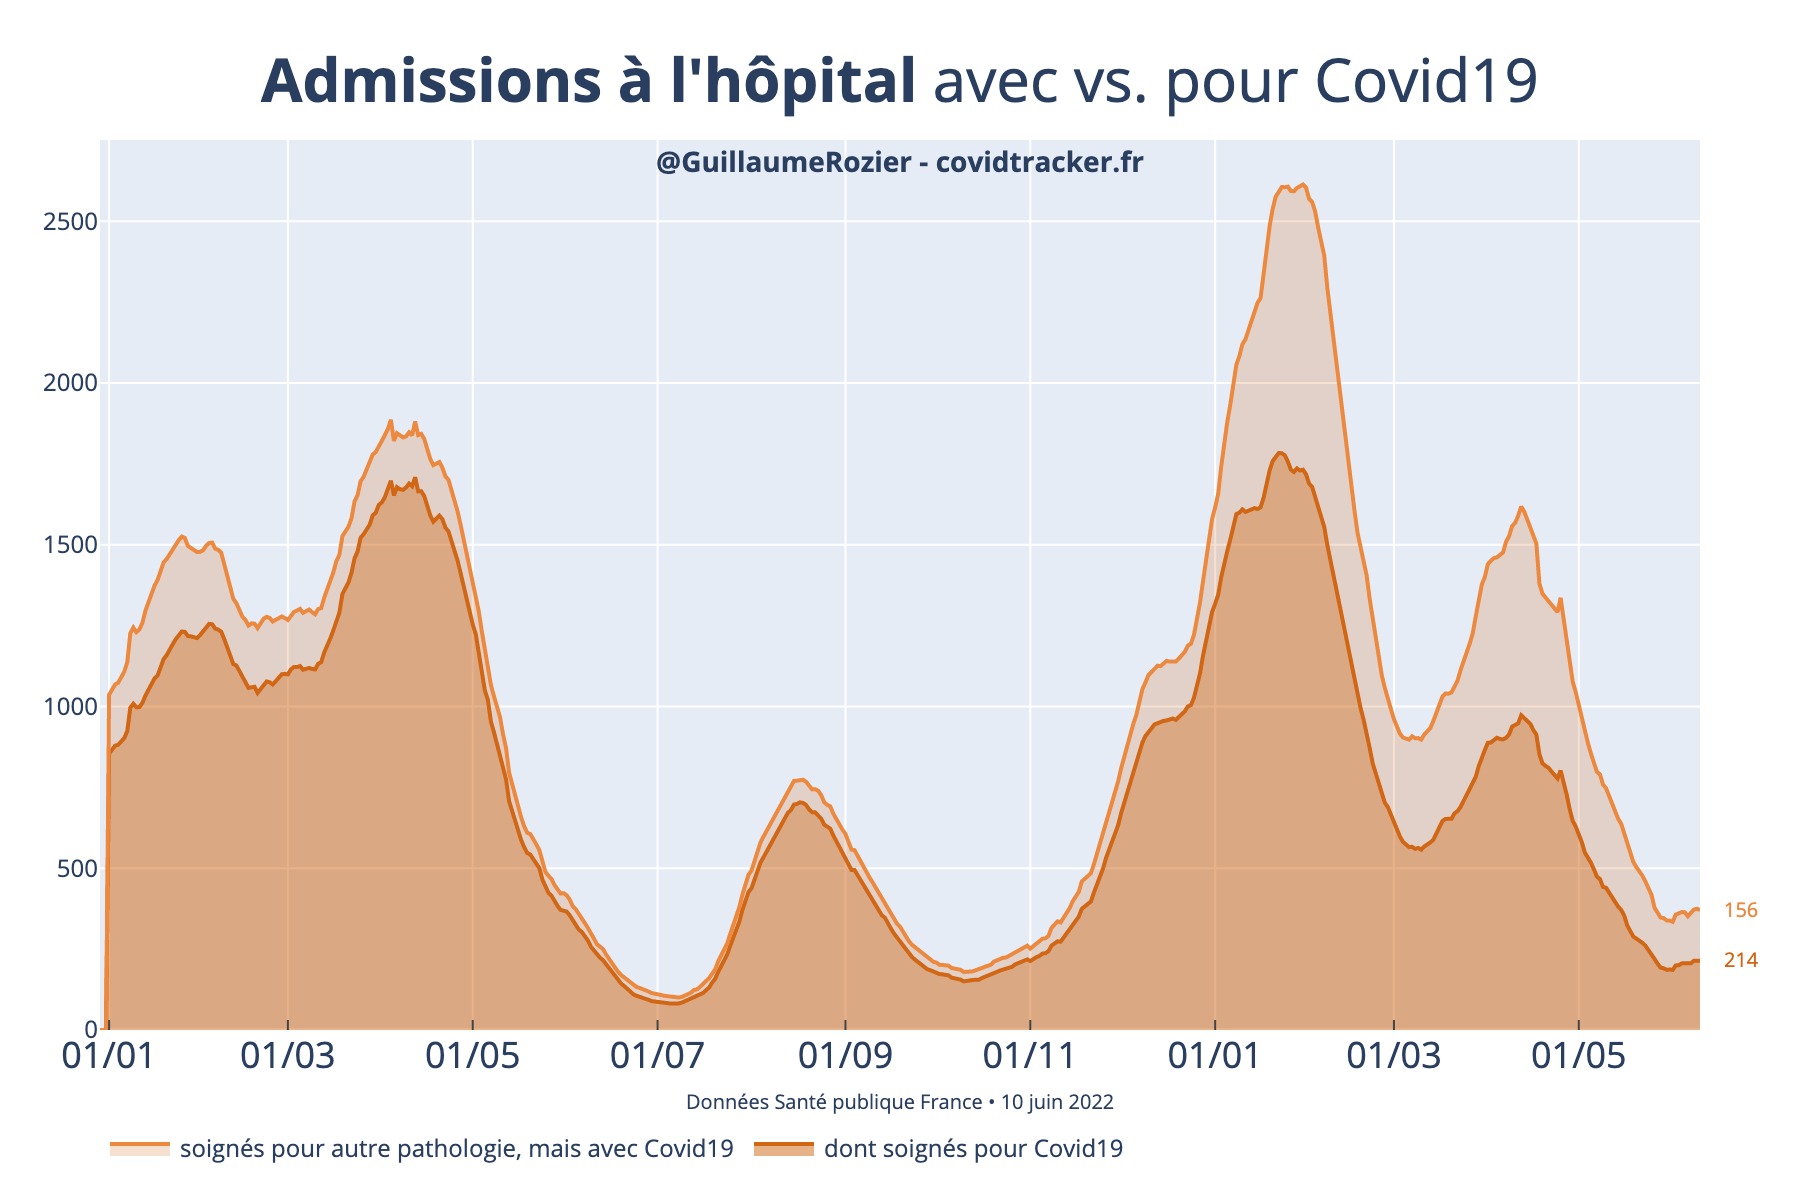 Admissions à l'hôpital avec vs. pour Covid19
@GuillaumeRozier - covidtracker.fr
2500
2000
1500
1000
500
0
156
214
01/01 01/03 01/05 01/07 01/09 01/11 01/01 01/03 01/05
Données Santé publique France • 10 juin 2022
soignés pour autre pathologie, mais avec Covid19 dont soignés pour Covid19